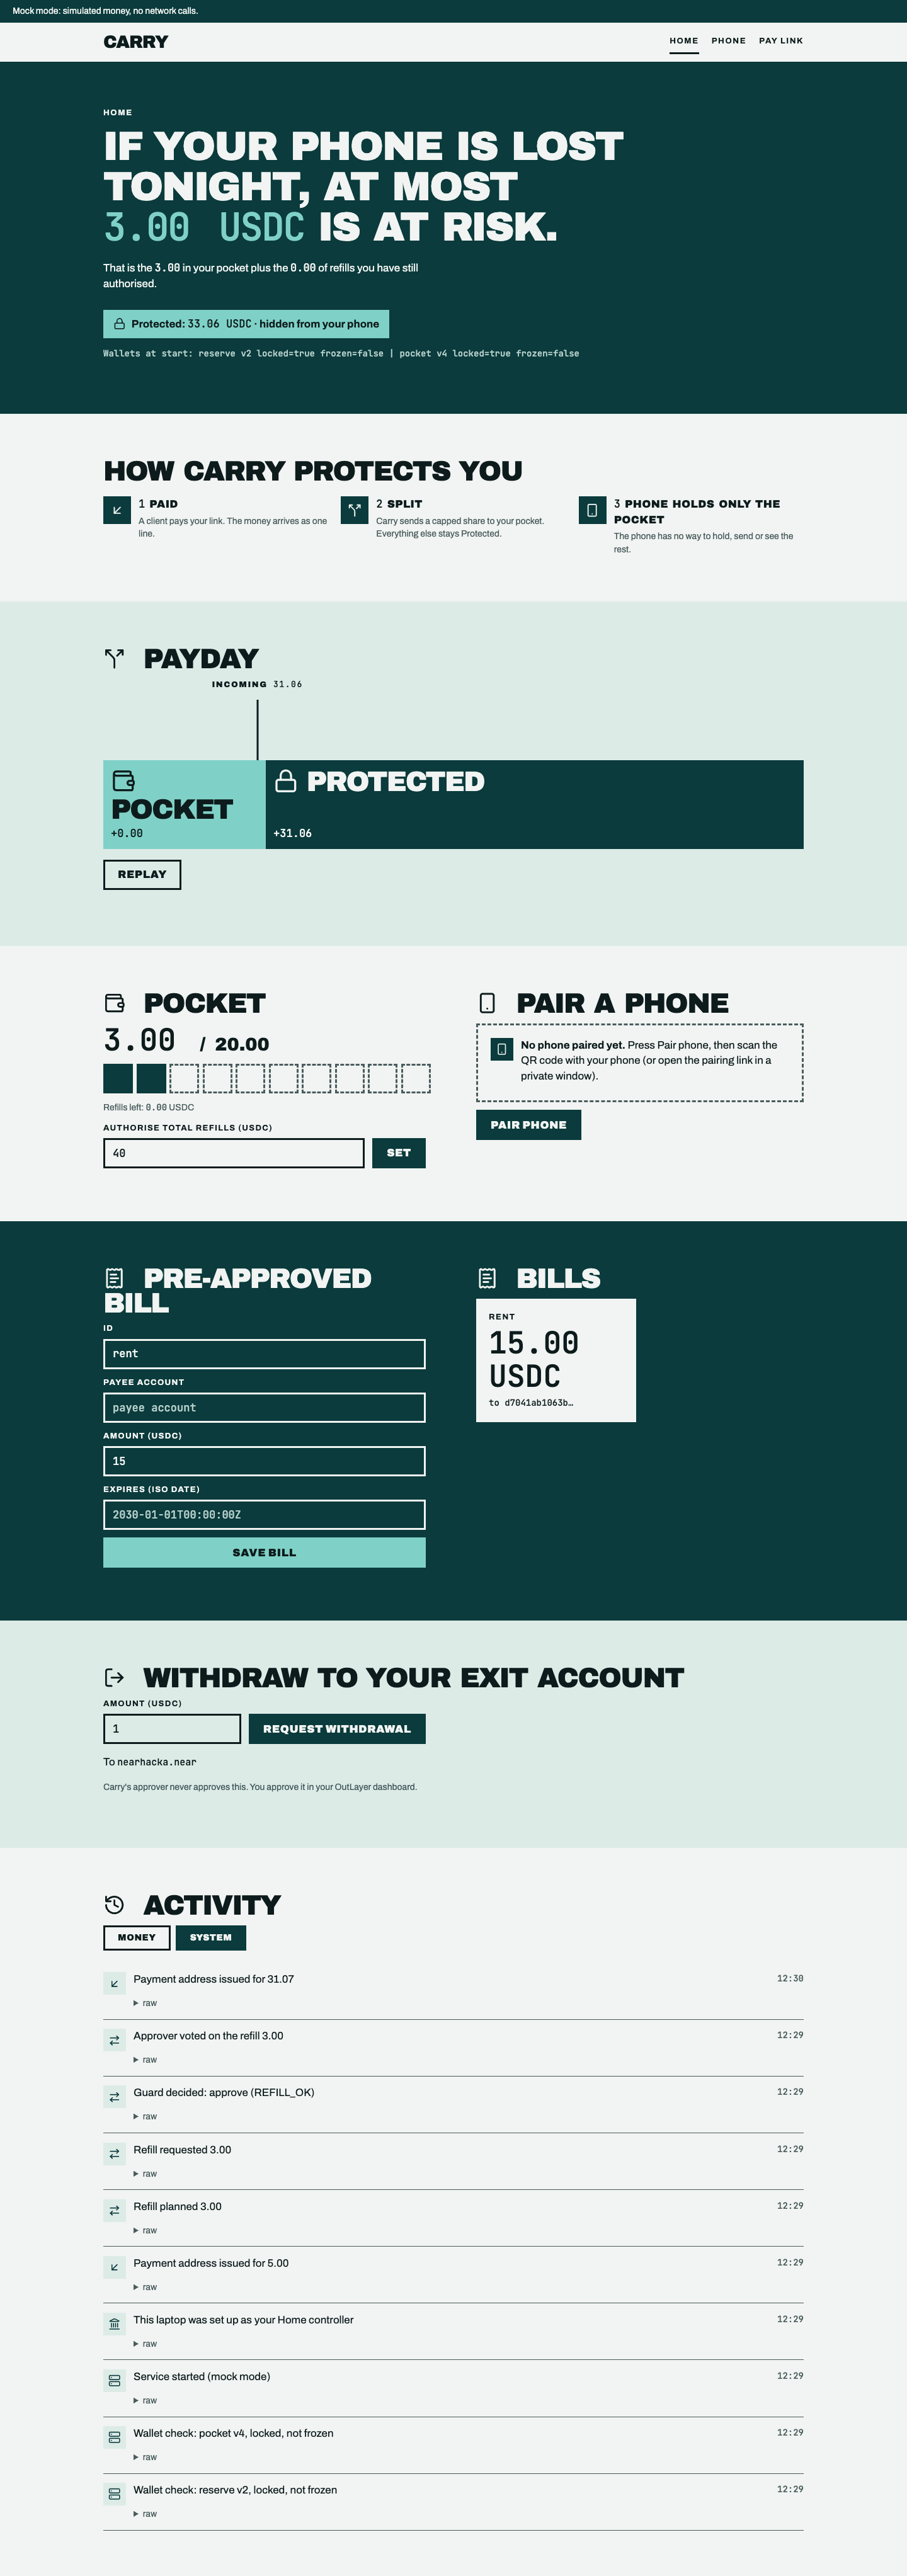 Mock mode: simulated money, no network calls.
CARRY
HOME PHONE PAY LINK
HOME
IF YOUR PHONE IS LOST
TONIGHT, AT MOST
3.00 USDC IS AT RISK.
That is the 3.00 in your pocket plus the 0.00 of refills you have still
authorised.
Protected: 33.06 USDC · hidden from your phone
Wallets at start: reserve v2 locked=true frozen=false | pocket v4 locked=true frozen=false
HOW CARRY PROTECTS YOU
1 PAID
A client pays your link. The money arrives as one
line.
2 SPLIT
Carry sends a capped share to your pocket.
Everything else stays Protected.
3 PHONE HOLDS ONLY THE
POCKET
The phone has no way to hold, send or see the
rest.
PAYDAY
INCOMING 31.06
POCKET
+0.00
PROTECTED
+31.06
REPLAY
POCKET
3.00 / 20.00
Refills left: 0.00 USDC
AUTHORISE TOTAL REFILLS (USDC)
40
SET
PAIR A PHONE
No phone paired yet. Press Pair phone, then scan the
QR code with your phone (or open the pairing link in a
private window).
PAIR PHONE
PRE-APPROVED
BILL
ID
rent
PAYEE ACCOUNT
payee account
AMOUNT (USDC)
15
EXPIRES (ISO DATE)
2030-01-01T00:00:00Z
SAVE BILL
BILLS
RENT
15.00
USDC
to d7041ab1063b…
WITHDRAW TO YOUR EXIT ACCOUNT
AMOUNT (USDC)
1
REQUEST WITHDRAWAL
To nearhacka.near
Carry's approver never approves this. You approve it in your OutLayer dashboard.
ACTIVITY
MONEY SYSTEM
Payment address issued for 31.07 12:30
raw
Approver voted on the refill 3.00 12:29
raw
Guard decided: approve (REFILL_OK) 12:29
raw
Refill requested 3.00 12:29
raw
Refill planned 3.00 12:29
raw
Payment address issued for 5.00 12:29
raw
This laptop was set up as your Home controller 12:29
raw
Service started (mock mode) 12:29
raw
Wallet check: pocket v4, locked, not frozen 12:29
raw
Wallet check: reserve v2, locked, not frozen 12:29
raw